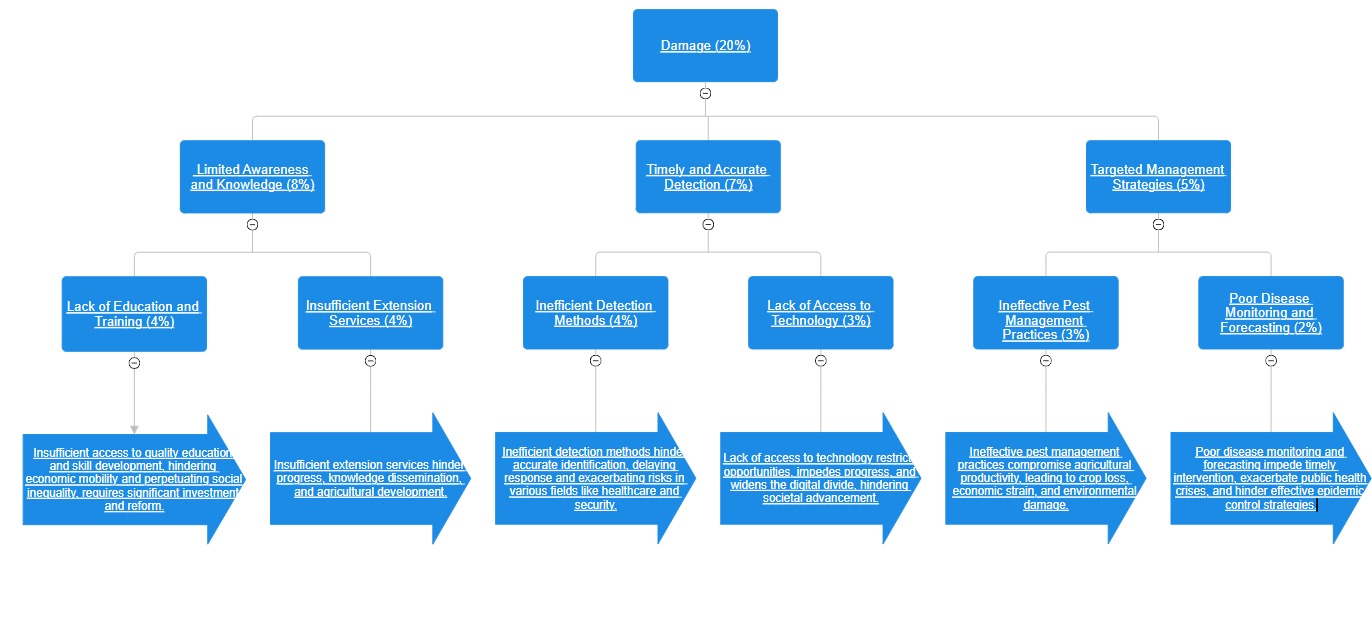 Damage (20%)
Limited Awareness
and Knowledge (8%)
Timely and Accurate
Detection (7%)
Targeted Management
Strategies (5%)
Lack of Education and
Training (4%)
Insufficient Extension
Services (4%)
Inefficient Detection
Methods (4%)
Lack of Access to
Technology (3%)
Ineffective Pest
Management
Practices (3%)
Poor Disease
Monitoring and
Forecasting (2%)
Insufficient access to quality education
and skill development, hindering
economic mobility and perpetuating social
inequality, requires significant investment
and reform.
Insufficient extension services hinder
progress, knowledge dissemination,
and agricultural development.
Inefficient detection methods hinde
accurate identification, delaying
response and exacerbating risks in
various fields like healthcare and
security.
Lack of access to technology restric
opportunities, impedes progress, and
widens the digital divide, hindering
societal advancement.
Ineffective pest management
practices compromise agricultural
productivity, leading to crop loss,
economic strain, and environmental
damage.
Poor disease monitoring and
forecasting impede timely
intervention, exacerbate public health
crises, and hinder effective epidemic
control strategies.